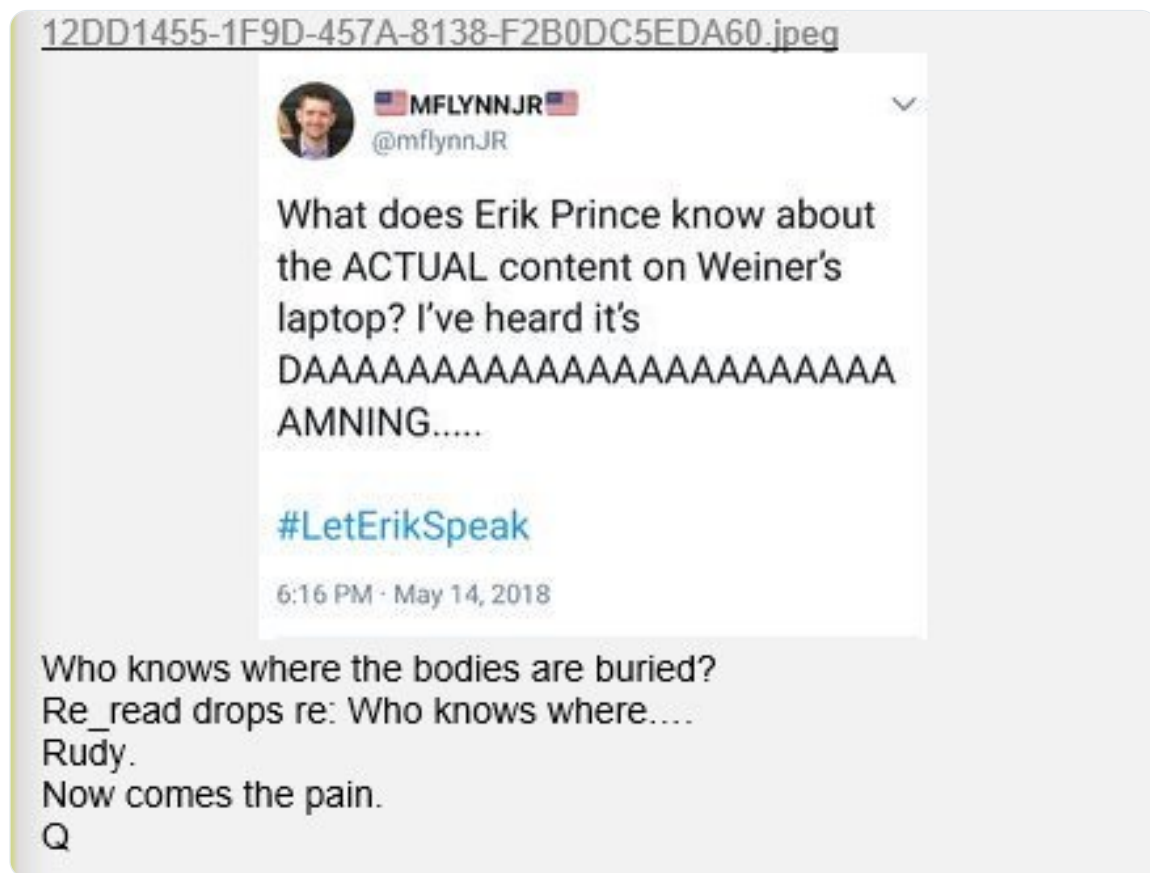 12DD1455-1F9D-457A-8138-F2B0DC5EDA60.jpeg
🇺🇸MFLYNNJR🇺🇸
@mflynnJR
What does Erik Prince know about
the ACTUAL content on Weiner's
laptop? I've heard it's
DAAAAAAAAAAAAAAAAAAAAAAA
AMNING.....
#LetErikSpeak
6:16 PM · May 14, 2018
Who knows where the bodies are buried?
Re_read drops re: Who knows where....
Rudy.
Now comes the pain.
Q